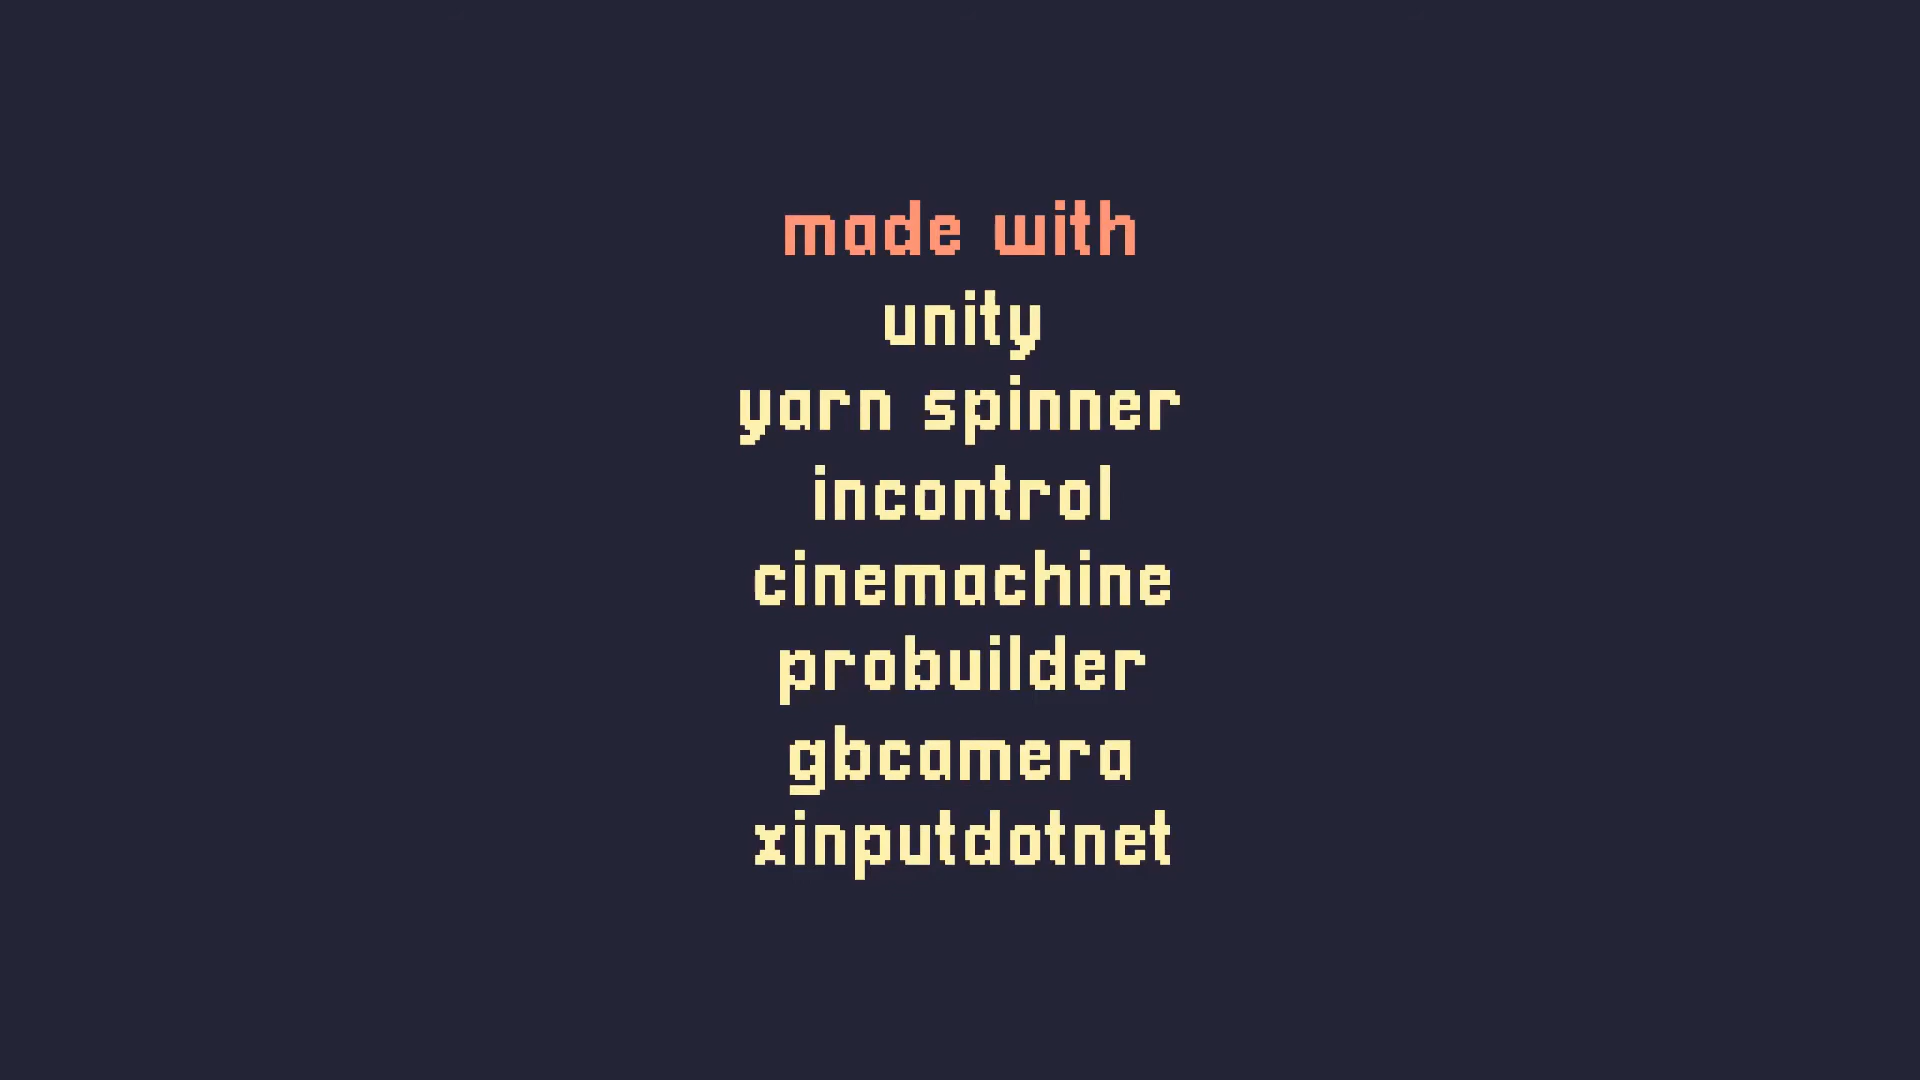 made with
unity
yarn spinner
incontrol
cinemachine
probuilder
gbcamera
xinputdotnet